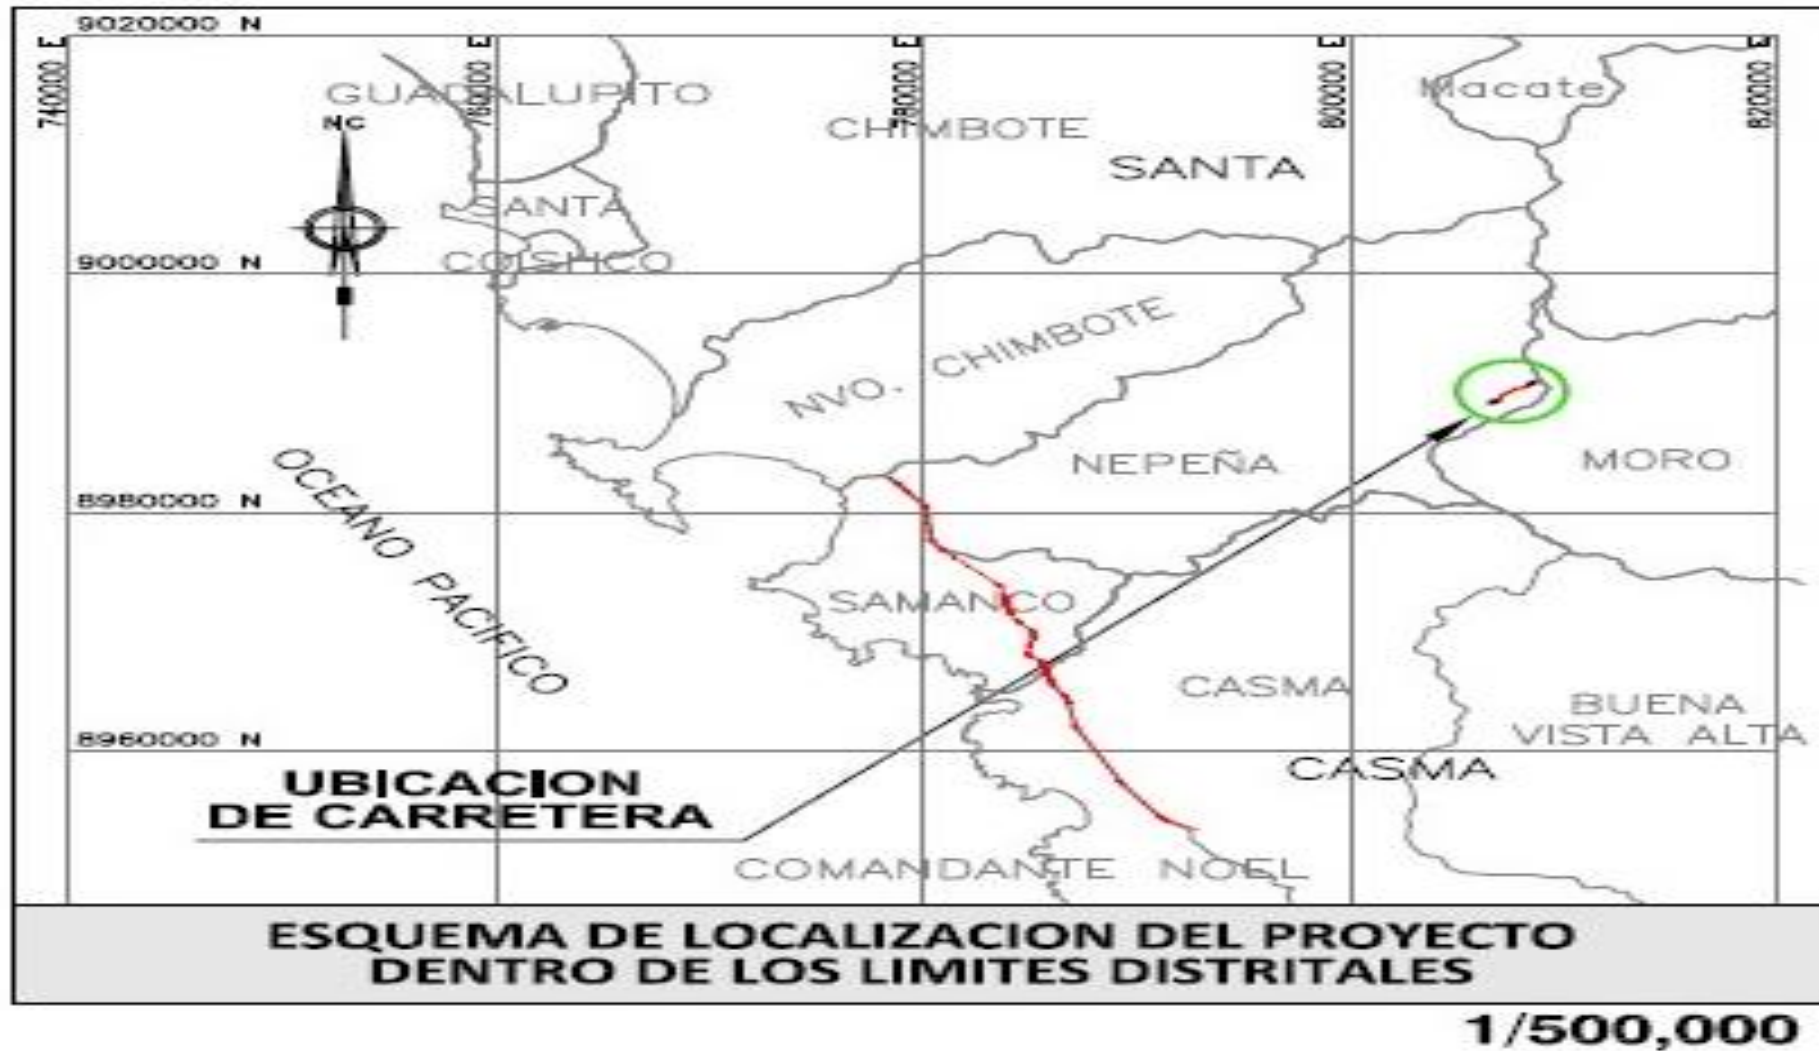 9020000 N
740000 E
760000 E
780000 E
800000 E
820000 E
GUADALUPITO
Macate
NG
CHIMBOTE
SANTA
SANTA
9000000 N
COISHCO
NVO. CHIMBOTE
OCEANO PACIFICO
NEPEÑA
MORO
8980000 N
SAMANCO
CASMA
BUENA
VISTA ALTA
8960000 N
CASMA
UBICACION
DE CARRETERA
COMANDANTE NOEL
ESQUEMA DE LOCALIZACION DEL PROYECTO
DENTRO DE LOS LIMITES DISTRITALES
1/500,000